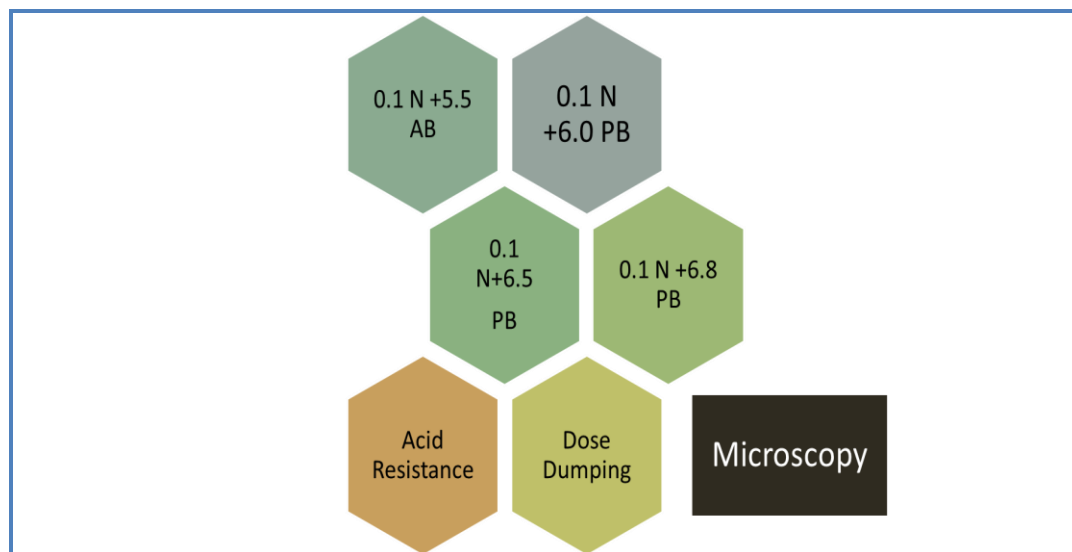 0.1 N +5.5
AB
0.1 N
+6.0 PB
0.1
N+6.5
PB
0.1 N +6.8
PB
Acid
Resistance
Dose
Dumping
Microscopy